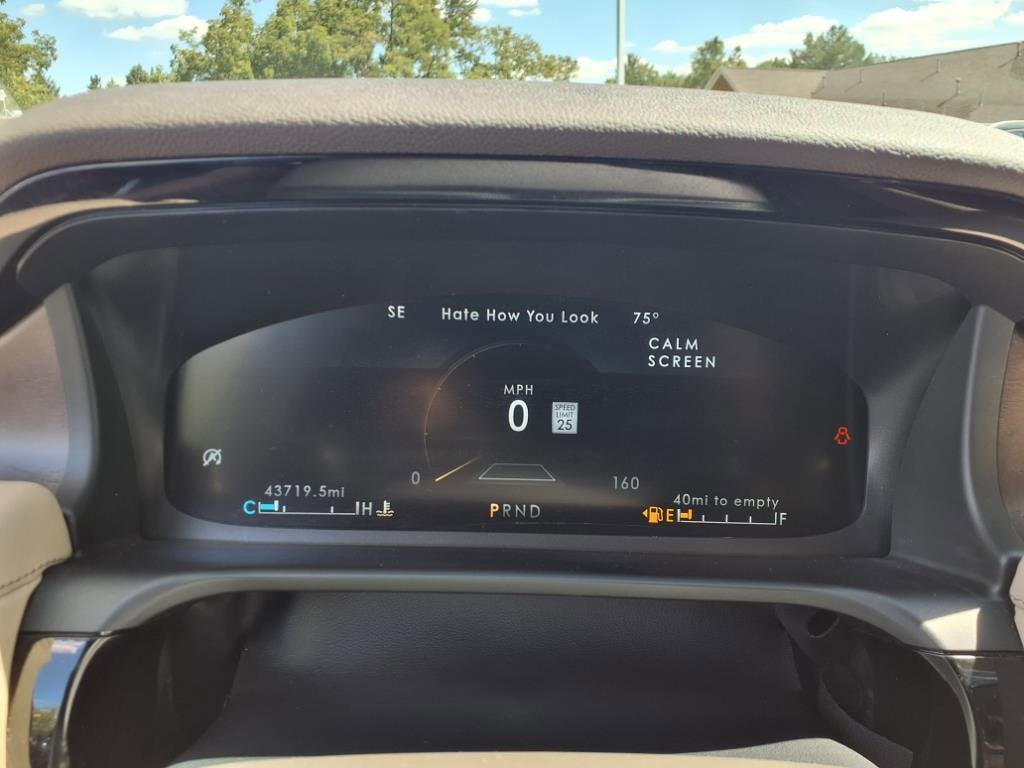 SE Hate How You Look 75°
CALM
SCREEN
MPH
0
SPEED
LIMIT
25
0 160
43719.5mi
C H
PRND
40mi to empty
E F